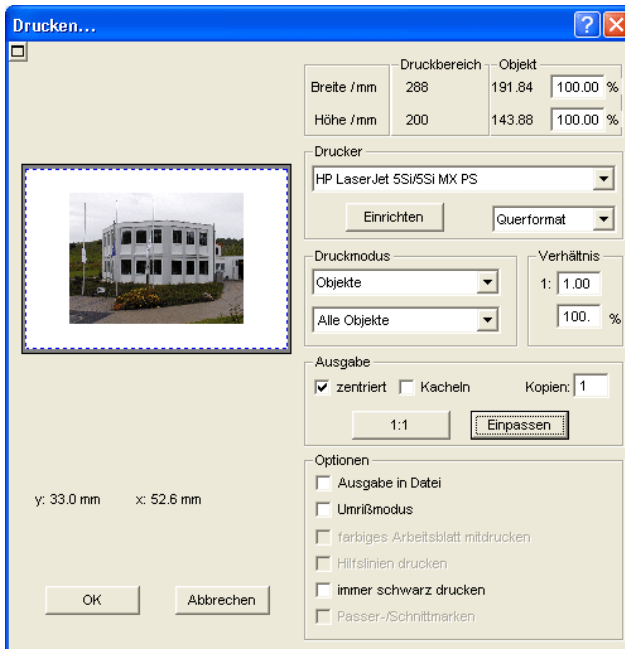 Drucken...
Druckbereich Objekt
Breite /mm 288 191.84 100.00 %
Höhe /mm 200 143.88 100.00 %
Drucker
HP LaserJet 5Si/5Si MX PS
Einrichten Querformat
Druckmodus Verhältnis
Objekte 1: 1.00
Alle Objekte 100. %
Ausgabe
zentriert Kacheln Kopien: 1
1:1 Einpassen
Optionen
Ausgabe in Datei
y: 33.0 mm x: 52.6 mm
Umrißmodus
farbiges Arbeitsblatt mitdrucken
Hilfslinien drucken
immer schwarz drucken
OK Abbrechen
Passer-/Schnittmarken